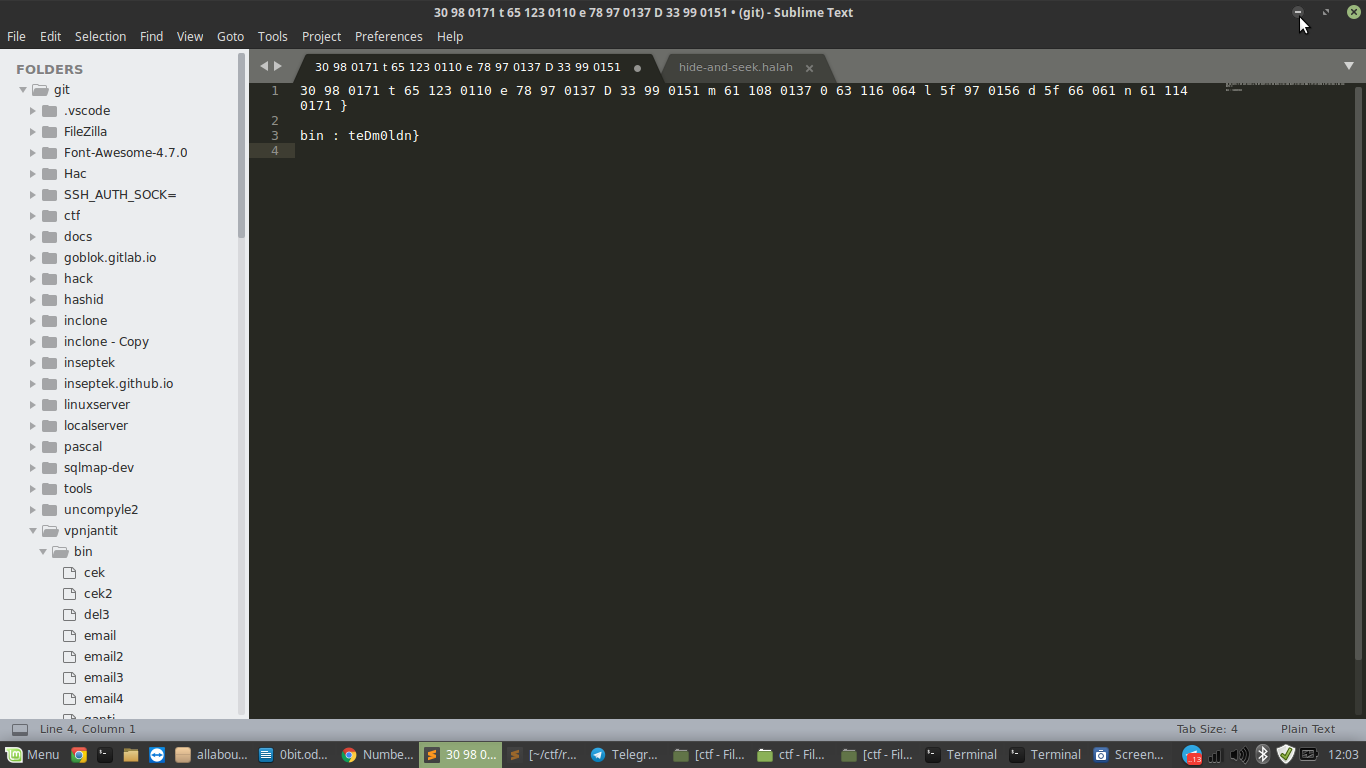 30 98 0171 t 65 123 0110 e 78 97 0137 D 33 99 0151 • (git) - Sublime Text
File Edit Selection Find View Goto Tools Project Preferences Help
FOLDERS
git
.vscode
FileZilla
Font-Awesome-4.7.0
Hac
SSH_AUTH_SOCK=
ctf
docs
goblok.gitlab.io
hack
hashid
inclone
inclone - Copy
inseptek
inseptek.github.io
linuxserver
localserver
pascal
sqlmap-dev
tools
uncompyle2
vpnjantit
bin
cek
cek2
del3
email
email2
email3
email4
30 98 0171 t 65 123 0110 e 78 97 0137 D 33 99 0151
hide-and-seek.halah
1 30 98 0171 t 65 123 0110 e 78 97 0137 D 33 99 0151 m 61 108 0137 0 63 116 064 l 5f 97 0156 d 5f 66 061 n 61 114
0171 }
2
3 bin : teDm0ldn}
4
Line 4, Column 1 Tab Size: 4 Plain Text
Menu allabou... 0bit.od... Numbe... 30 98 0... [~/ctf/r... Telegr... [ctf - Fil... ctf - Fil... [ctf - Fil... Terminal Terminal Screen... 13 12:03